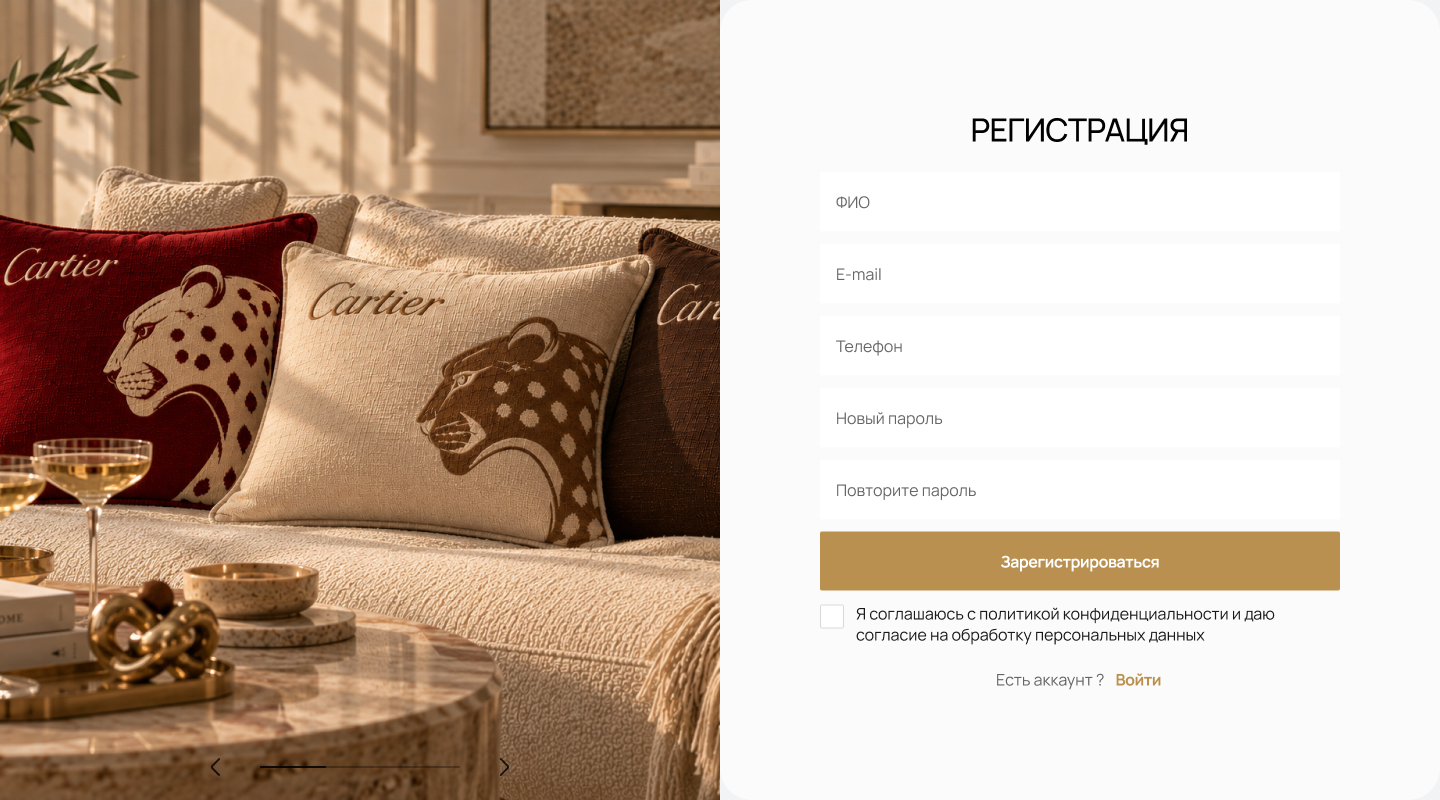 Cartier
Cartier
Car
OME
РЕГИСТРАЦИЯ
ФИО
E-mail
Телефон
Новый пароль
Повторите пароль
Зарегистрироваться
Я соглашаюсь с политикой конфиденциальности и даю
согласие на обработку персональных данных
Есть аккаунт ? Войти